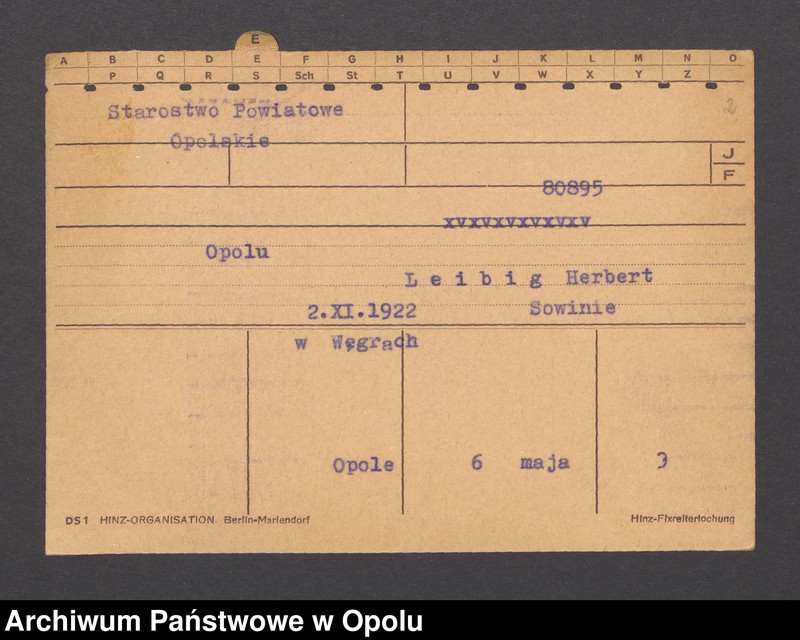 E
A B C D E F G H I J K L M N O
P Q R S Sch St T U V W X Y Z
Starostwo Powiatowe
2
Opolskie
J
F
80895
xvxvxvxvxvxv
Opolu
L e i b i g Herbert
2.XI.1922 Sowinie
w Węgrach
Opole 6 maja 9
DS1 HINZ-ORGANISATION. Berlin-Mariendorf Hinz-Fixreiterlochung
Archiwum Państwowe w Opolu